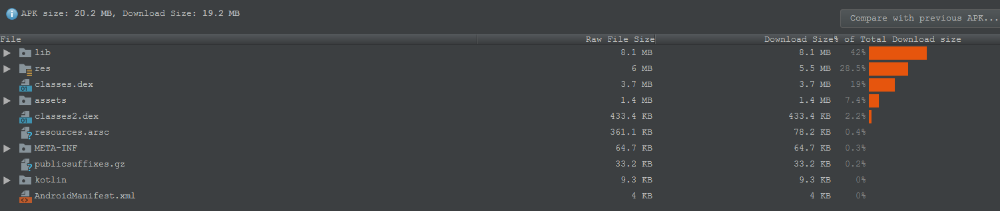 APK size: 20.2 MB, Download Size: 19.2 MB
Compare with previous APK...
File Raw File Size Download Size % of Total Download size
lib 8.1 MB 8.1 MB 42%
res 6 MB 5.5 MB 28.5%
classes.dex 3.7 MB 3.7 MB 19%
assets 1.4 MB 1.4 MB 7.4%
classes2.dex 433.4 KB 433.4 KB 2.2%
resources.arsc 361.1 KB 78.2 KB 0.4%
META-INF 64.7 KB 64.7 KB 0.3%
publicsuffixes.gz 33.2 KB 33.2 KB 0.2%
kotlin 9.3 KB 9.3 KB 0%
AndroidManifest.xml 4 KB 4 KB 0%